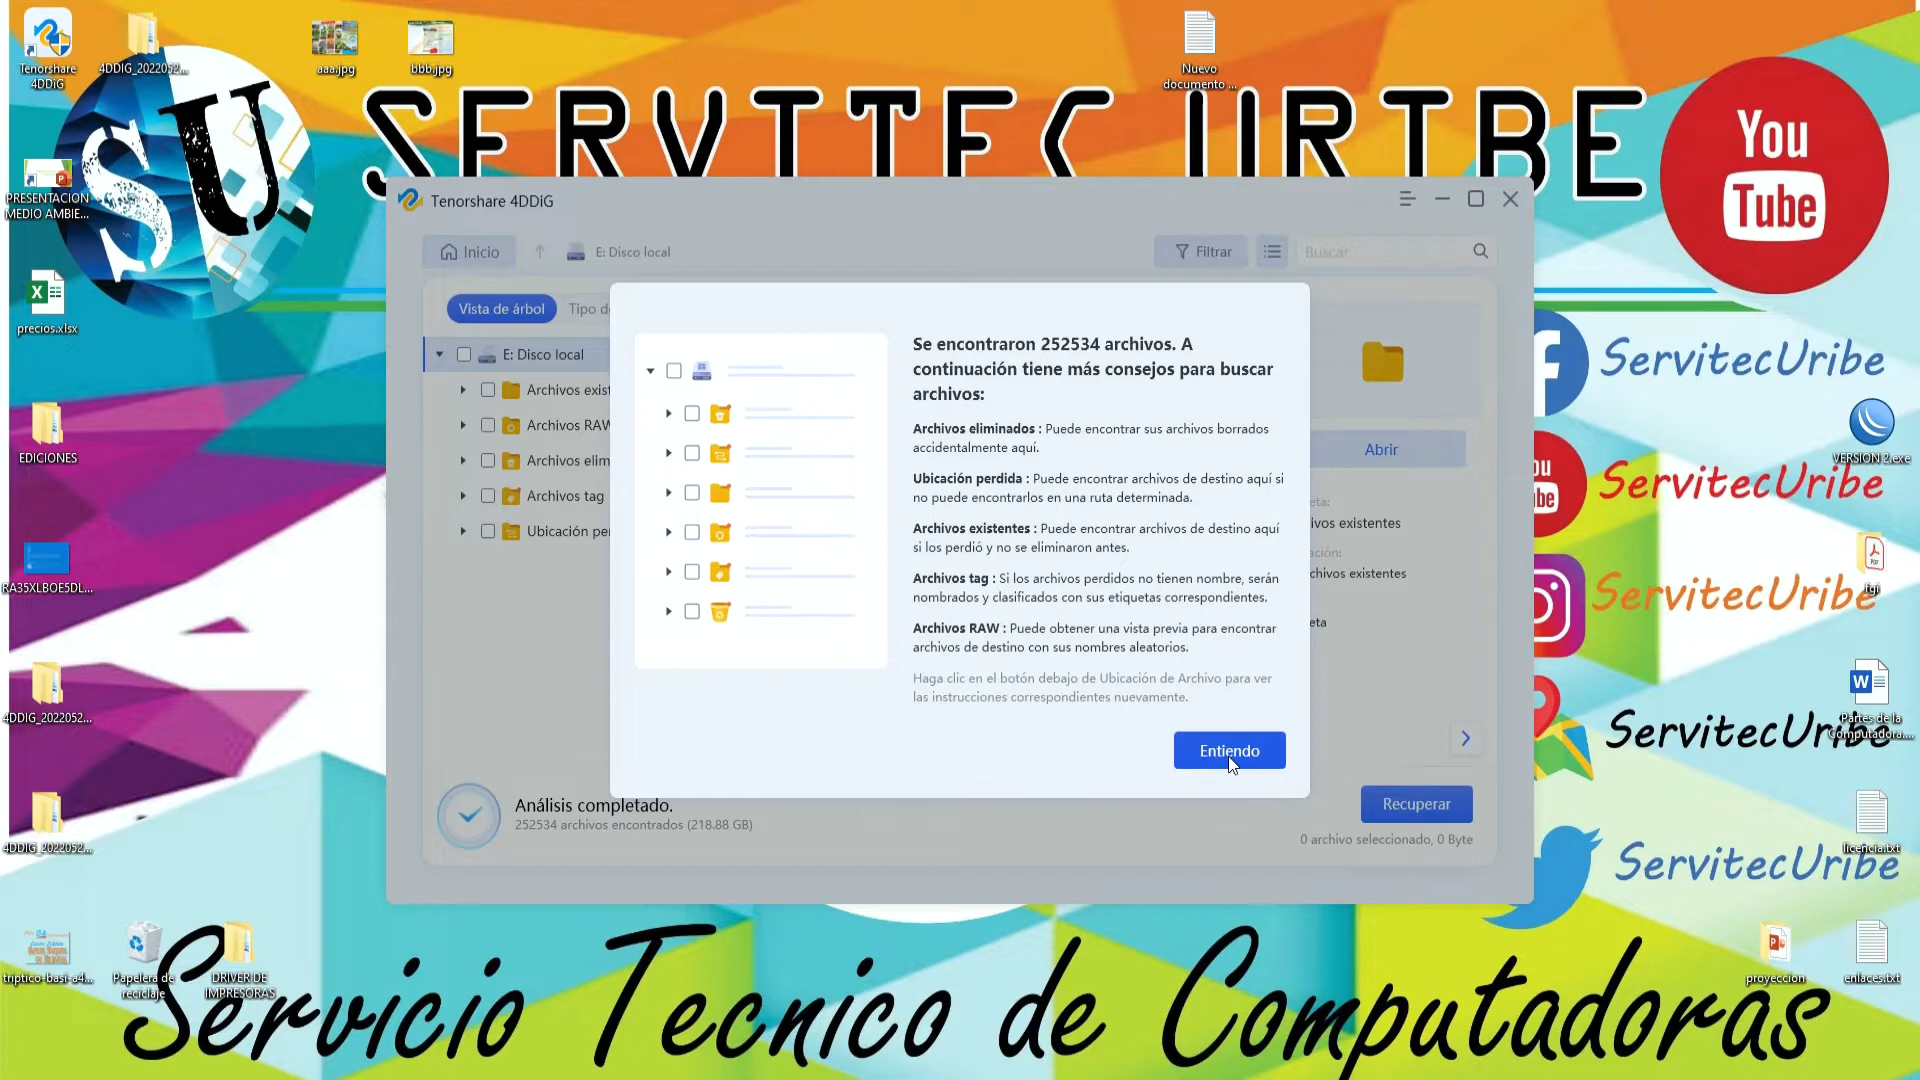 Tenorshare
4DDiG
4DDIG_2022052...
aaa.jpg
bbb.jpg
Nuevo
documento ...
SU
SERVITEC URIBE
You
Tube
PRESENTACION
MEDIO AMBIE...
precios.xlsx
EDICIONES
RA35XLBOE5DL...
4DDIG_2022052...
4DDIG_2022052...
triptico-basi-a4...
Papelera de
reciclaje
DRIVER DE
IMPRESORAS
Tenorshare 4DDiG
Inicio
E: Disco local
Filtrar
Buscar
Vista de árbol
Tipo d
E: Disco local
Archivos exist
Archivos RAW
Archivos elim
Archivos tag
Ubicación per
Se encontraron 252534 archivos. A
continuación tiene más consejos para buscar
archivos:
Archivos eliminados : Puede encontrar sus archivos borrados
accidentalmente aquí.
Ubicación perdida : Puede encontrar archivos de destino aquí si
no puede encontrarlos en una ruta determinada.
Archivos existentes : Puede encontrar archivos de destino aquí
si los perdió y no se eliminaron antes.
Archivos tag : Si los archivos perdidos no tienen nombre, serán
nombrados y clasificados con sus etiquetas correspondientes.
Archivos RAW : Puede obtener una vista previa para encontrar
archivos de destino con sus nombres aleatorios.
Haga clic en el botón debajo de Ubicación de Archivo para ver
las instrucciones correspondientes nuevamente.
Entiendo
Abrir
eta:
ivos existentes
ación:
chivos existentes
eta
Análisis completado.
252534 archivos encontrados (218.88 GB)
Recuperar
0 archivo seleccionado, 0 Byte
ServitecUribe
ServitecUribe
ServitecUribe
ServitecUribe
ServitecUribe
VERSION 2.exe
fgj
Partes de la
Computadora....
licencia.txt
proyeccion
enlaces.txt
Servicio Tecnico de Computadoras